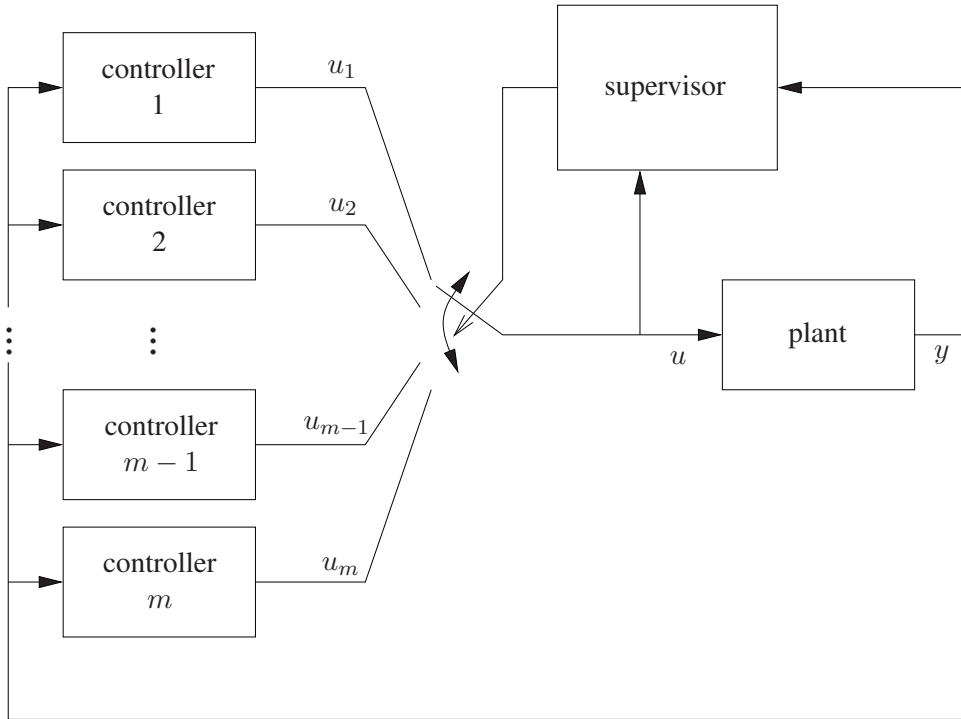 controller
1
u₁
supervisor
controller
2
u₂
plant
u
y
controller
m − 1
uₘ₋₁
controller
m
uₘ